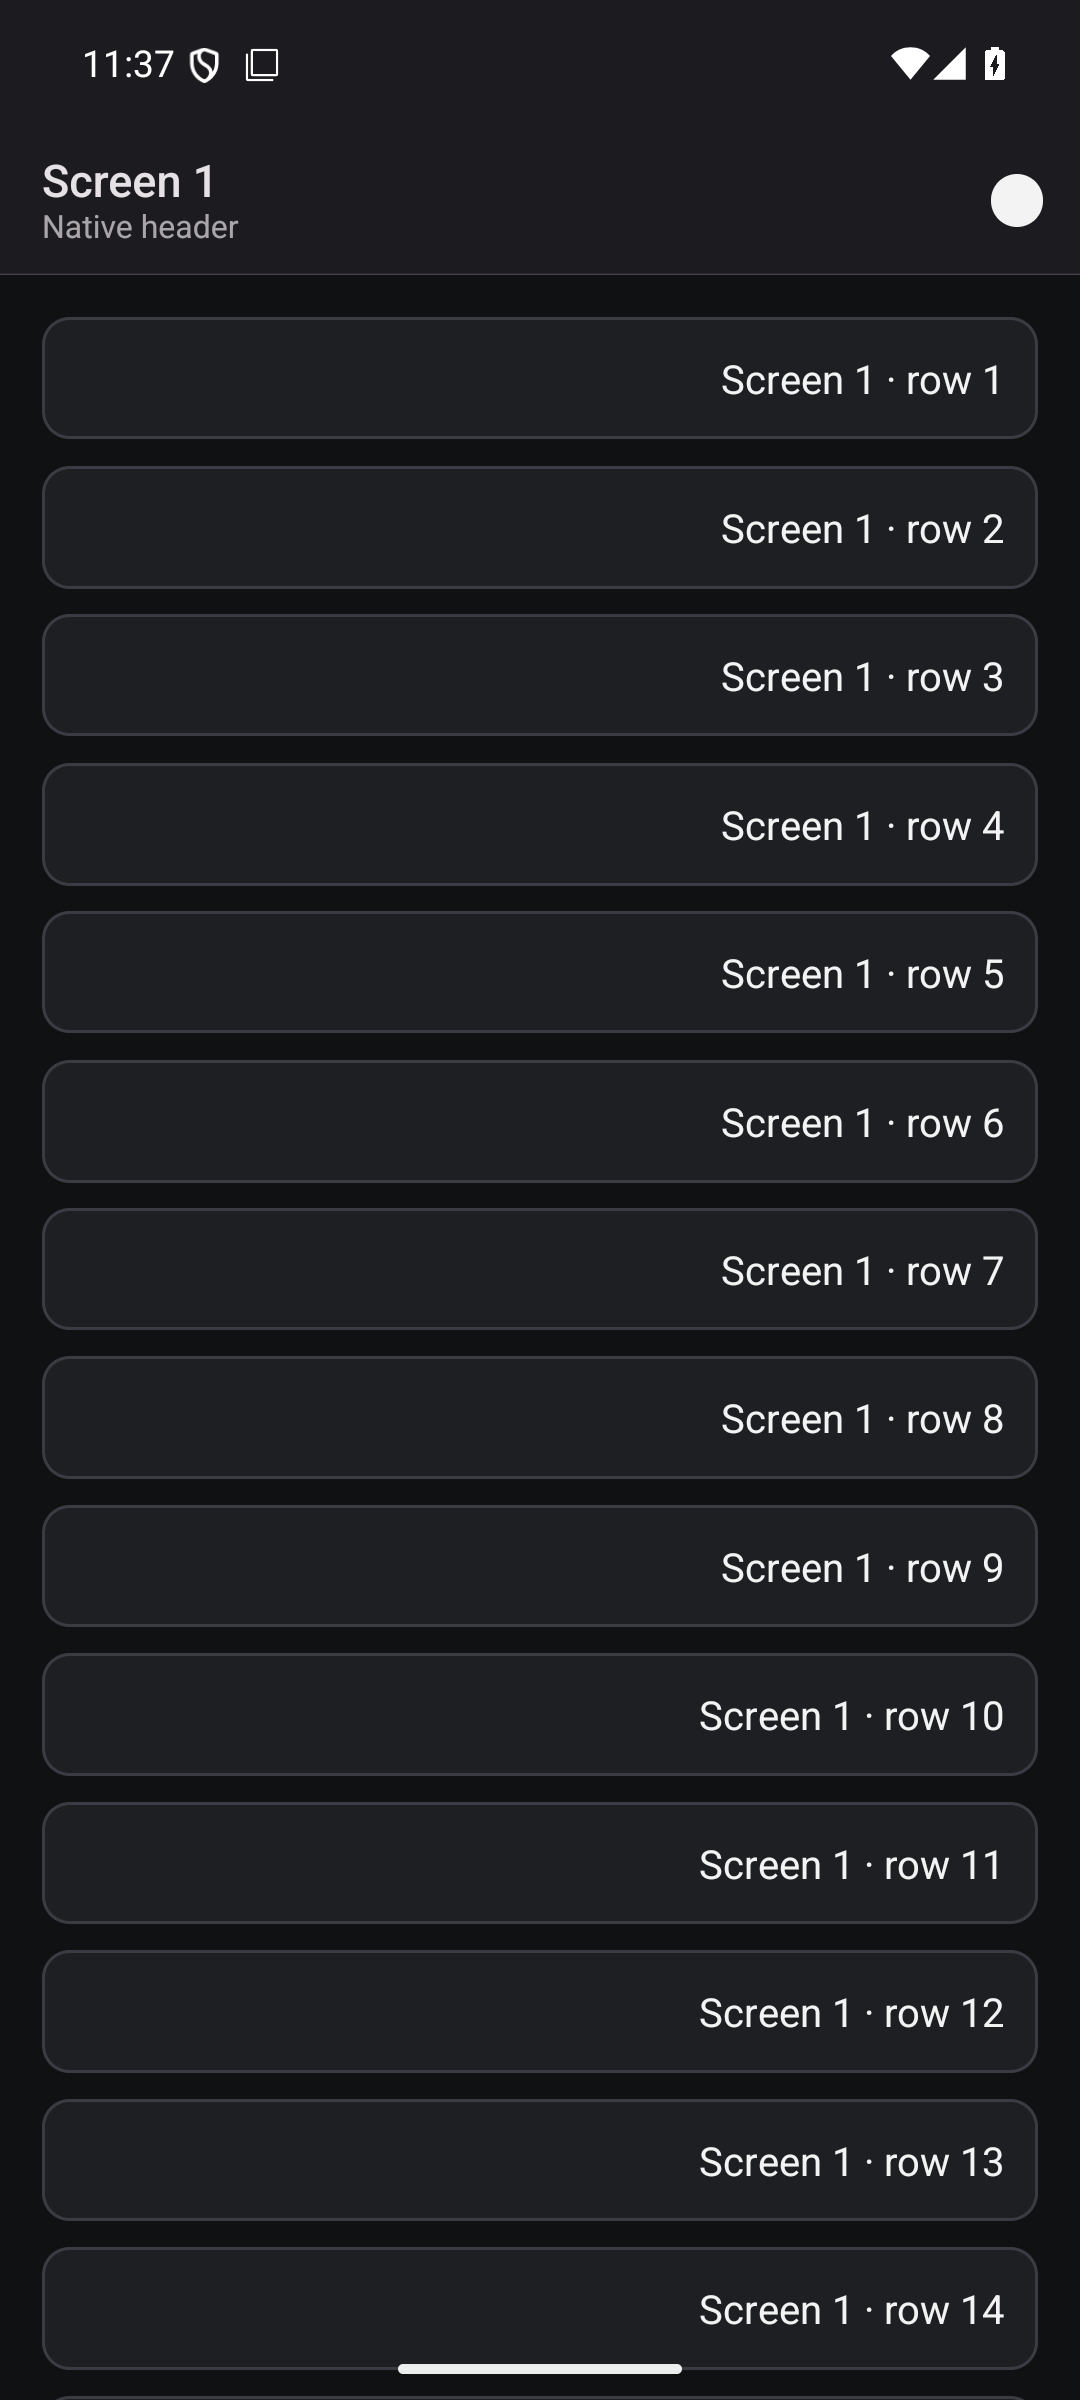 11:37
Screen 1
Native header
Screen 1 · row 1
Screen 1 · row 2
Screen 1 · row 3
Screen 1 · row 4
Screen 1 · row 5
Screen 1 · row 6
Screen 1 · row 7
Screen 1 · row 8
Screen 1 · row 9
Screen 1 · row 10
Screen 1 · row 11
Screen 1 · row 12
Screen 1 · row 13
Screen 1 · row 14